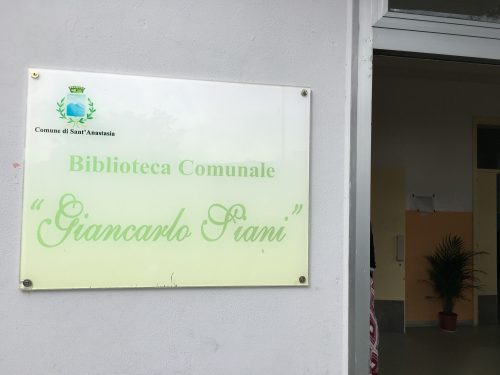 Comune di Sant'Anastasia
Biblioteca Comunale
"Giancarlo Siani"